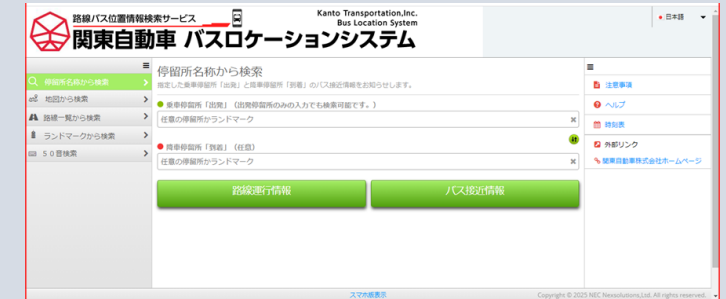 路線バス位置情報検索サービス
Kanto Transportation,Inc.
Bus Location System
関東自動車 バスロケーションシステム
日本語
停留所名称から検索
地図から検索
路線一覧から検索
ランドマークから検索
50音検索
停留所名称から検索
指定した乗車停留所「出発」と降車停留所「到着」のバス接近情報をお知らせします。
乗車停留所「出発」（出発停留所のみの入力でも検索可能です。）
任意の停留所かランドマーク
降車停留所「到着」（任意）
任意の停留所かランドマーク
路線運行情報
バス接近情報
注意事項
ヘルプ
時刻表
外部リンク
関東自動車株式会社ホームページ
スマホ版表示
Copyright © 2025 NEC Nexsolutions,Ltd. All rights reserved.